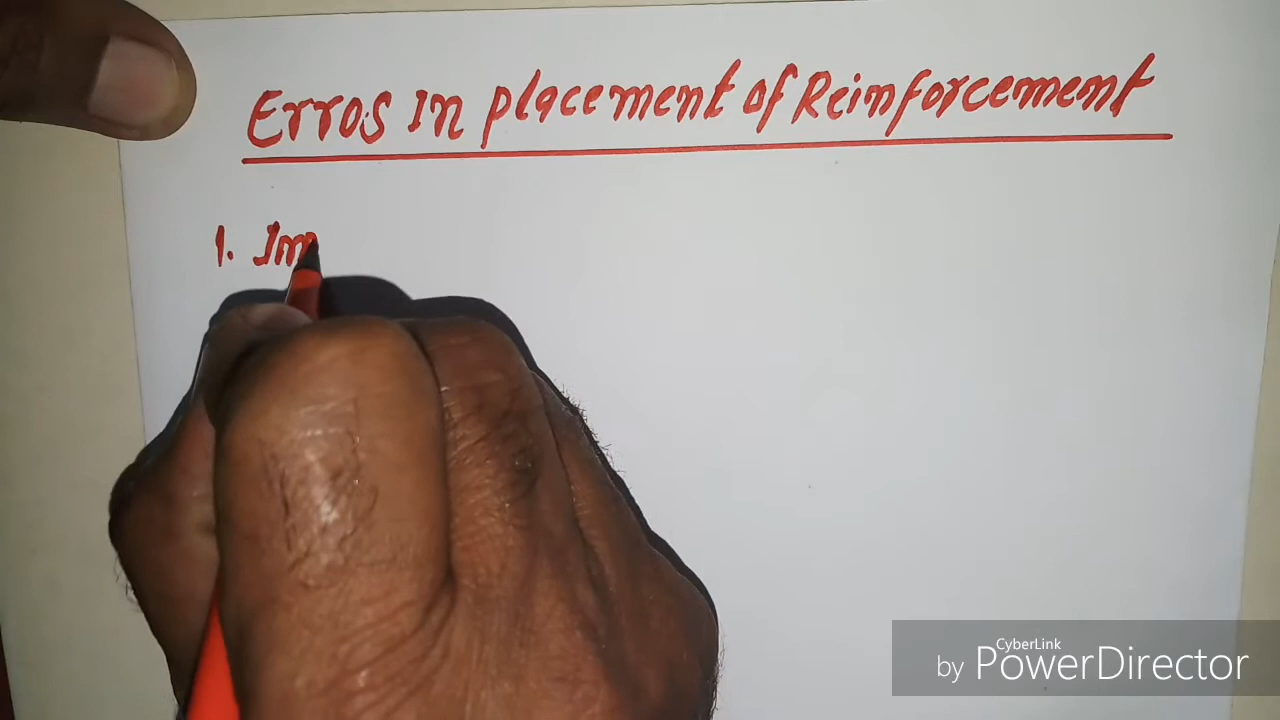 Erros In placement of Reinforcement
1. Im
CyberLink
by PowerDirector